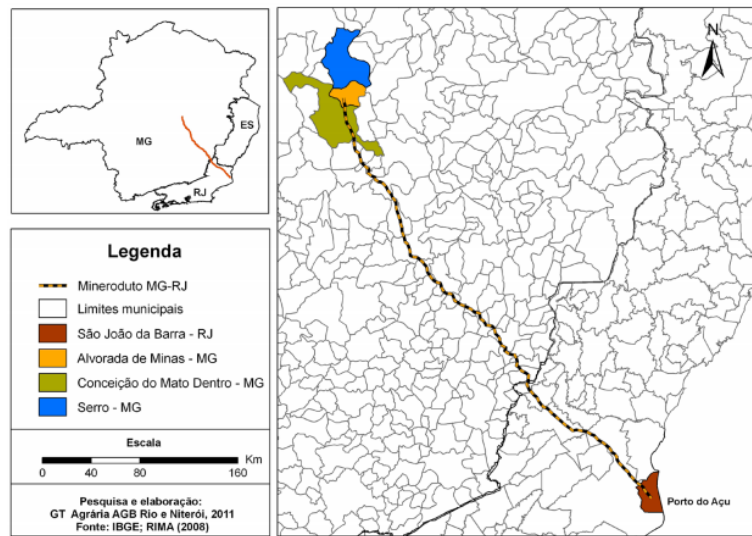 MG
ES
RJ
N
Porto do Açu
Legenda
Mineroduto MG-RJ
Limites municipais
São João da Barra - RJ
Alvorada de Minas - MG
Conceição do Mato Dentro - MG
Serro - MG
Escala
Km
0 40 80 160
Pesquisa e elaboração:
GT Agrária AGB Rio e Niterói, 2011
Fonte: IBGE; RIMA (2008)